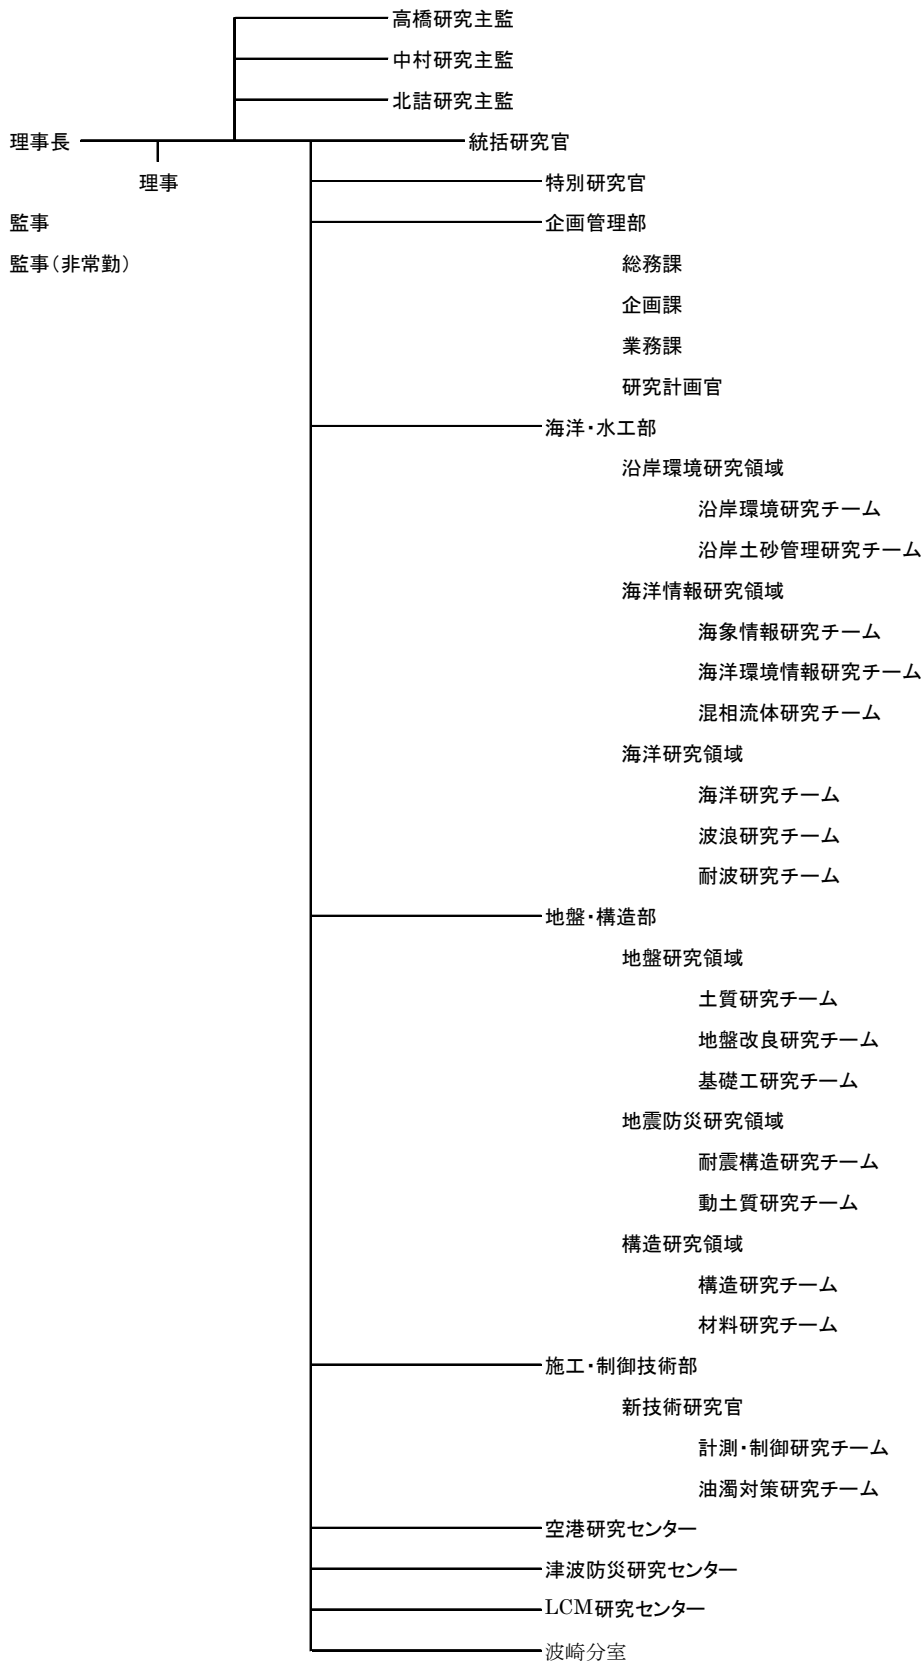 高橋研究主監
中村研究主監
北詰研究主監
理事長
統括研究官
理事
特別研究官
監事
企画管理部
監事(非常勤)
総務課
企画課
業務課
研究計画官
海洋・水工部
沿岸環境研究領域
沿岸環境研究チーム
沿岸土砂管理研究チーム
海洋情報研究領域
海象情報研究チーム
海洋環境情報研究チーム
混相流体研究チーム
海洋研究領域
海洋研究チーム
波浪研究チーム
耐波研究チーム
地盤・構造部
地盤研究領域
土質研究チーム
地盤改良研究チーム
基礎工研究チーム
地震防災研究領域
耐震構造研究チーム
動土質研究チーム
構造研究領域
構造研究チーム
材料研究チーム
施工・制御技術部
新技術研究官
計測・制御研究チーム
油濁対策研究チーム
空港研究センター
津波防災研究センター
LCM研究センター
波崎分室